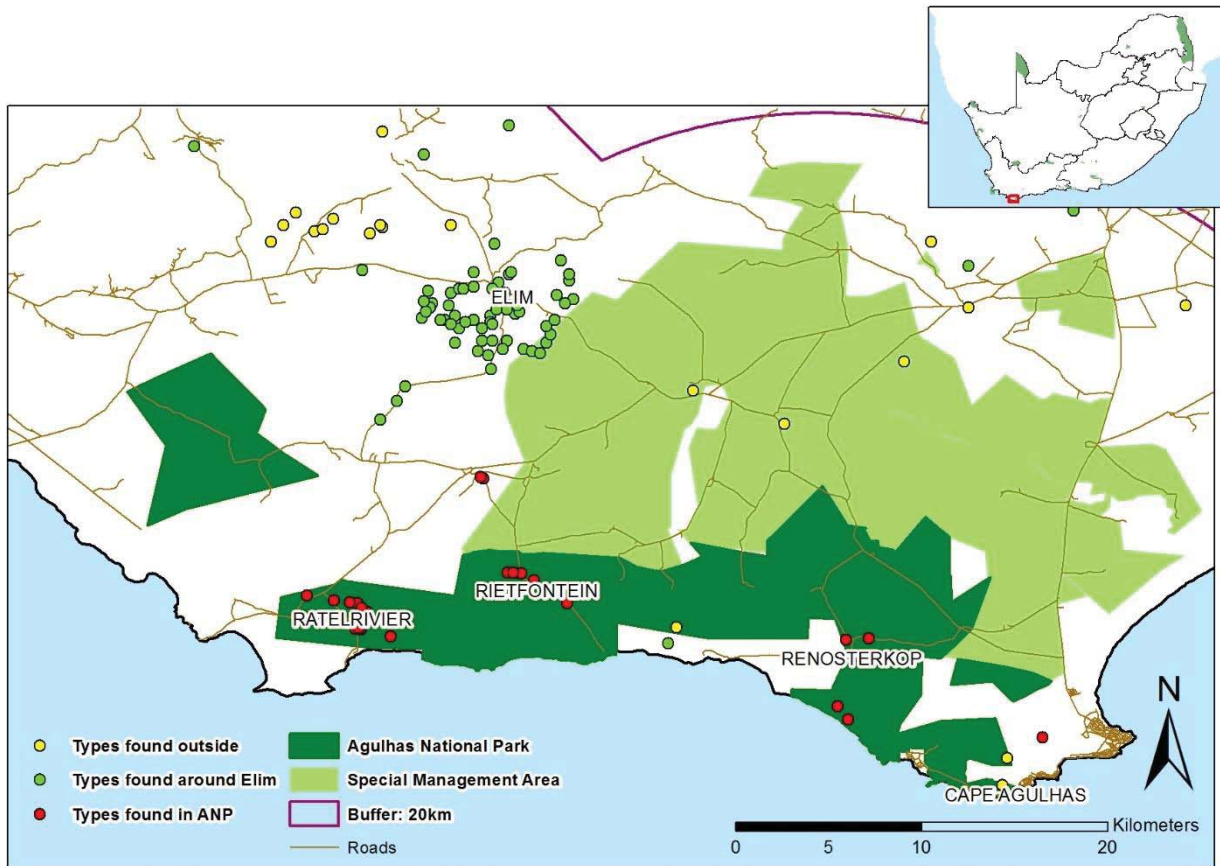 ELIM
RIETFONTEIN
RATELRIVIER
RENOSTERKOP
N
CAPE AGULHAS
Types found outside
Types found around Elim
Types found in ANP
Agulhas National Park
Special Management Area
Buffer: 20km
Roads
Kilometers
0 5 10 20